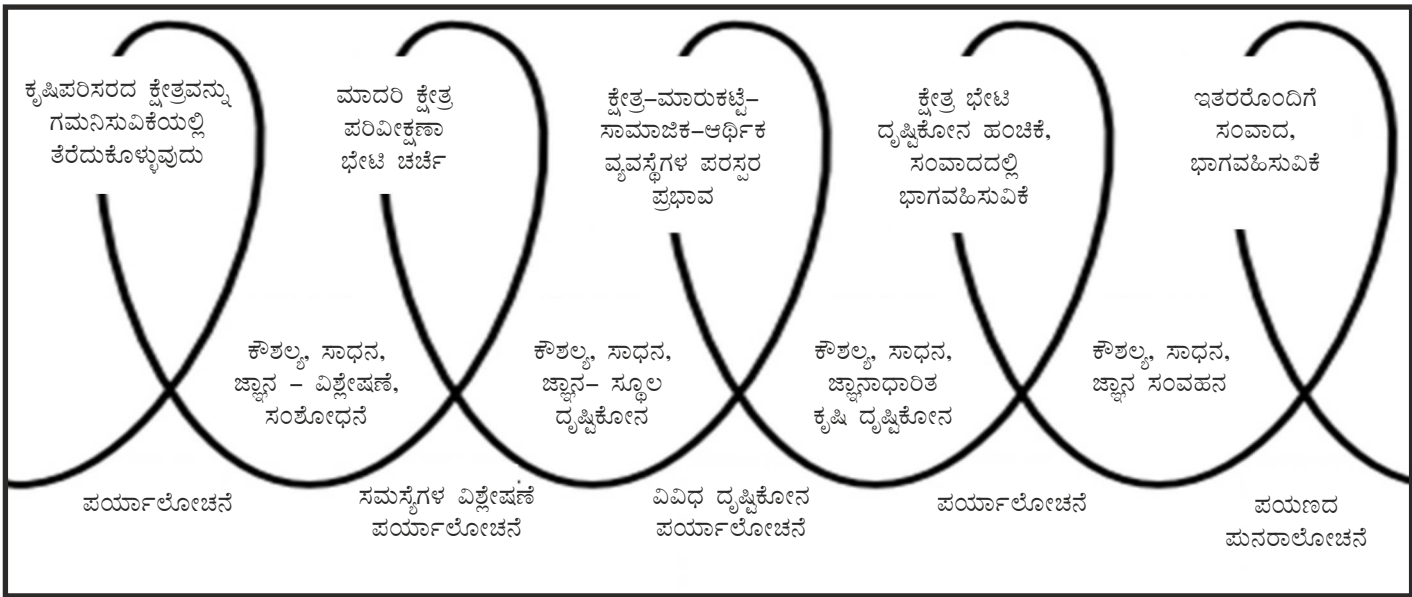 ಕೃಷಿಪರಿಸರದ ಕ್ಷೇತ್ರವನ್ನು
ಗಮನಿಸುವಿಕೆಯಲ್ಲಿ
ತೆರೆದುಕೊಳ್ಳುವುದು
ಮಾದರಿ ಕ್ಷೇತ್ರ
ಪರಿವೀಕ್ಷಣಾ
ಭೇಟಿ ಚರ್ಚೆ
ಕ್ಷೇತ್ರ–ಮಾರುಕಟ್ಟೆ–
ಸಾಮಾಜಿಕ–ಆರ್ಥಿಕ
ವ್ಯವಸ್ಥೆಗಳ ಪರಸ್ಪರ
ಪ್ರಭಾವ
ಕ್ಷೇತ್ರ ಭೇಟಿ
ದೃಷ್ಟಿಕೋನ ಹಂಚಿಕೆ,
ಸಂವಾದದಲ್ಲಿ
ಭಾಗವಹಿಸುವಿಕೆ
ಇತರರೊಂದಿಗೆ
ಸಂವಾದ,
ಭಾಗವಹಿಸುವಿಕೆ
ಕೌಶಲ್ಯ, ಸಾಧನ,
ಜ್ಞಾನ – ವಿಶ್ಲೇಷಣೆ,
ಸಂಶೋಧನೆ
ಕೌಶಲ್ಯ, ಸಾಧನ,
ಜ್ಞಾನ– ಸ್ಥೂಲ
ದೃಷ್ಟಿಕೋನ
ಕೌಶಲ್ಯ, ಸಾಧನ,
ಜ್ಞಾನಾಧಾರಿತ
ಕೃಷಿ ದೃಷ್ಟಿಕೋನ
ಕೌಶಲ್ಯ, ಸಾಧನ,
ಜ್ಞಾನ ಸಂವಹನ
ಪರ್ಯಾಲೋಚನೆ
ಸಮಸ್ಯೆಗಳ ವಿಶ್ಲೇಷಣೆ
ಪರ್ಯಾಲೋಚನೆ
ವಿವಿಧ ದೃಷ್ಟಿಕೋನ
ಪರ್ಯಾಲೋಚನೆ
ಪರ್ಯಾಲೋಚನೆ
ಪಯಣದ
ಪುನರಾಲೋಚನೆ